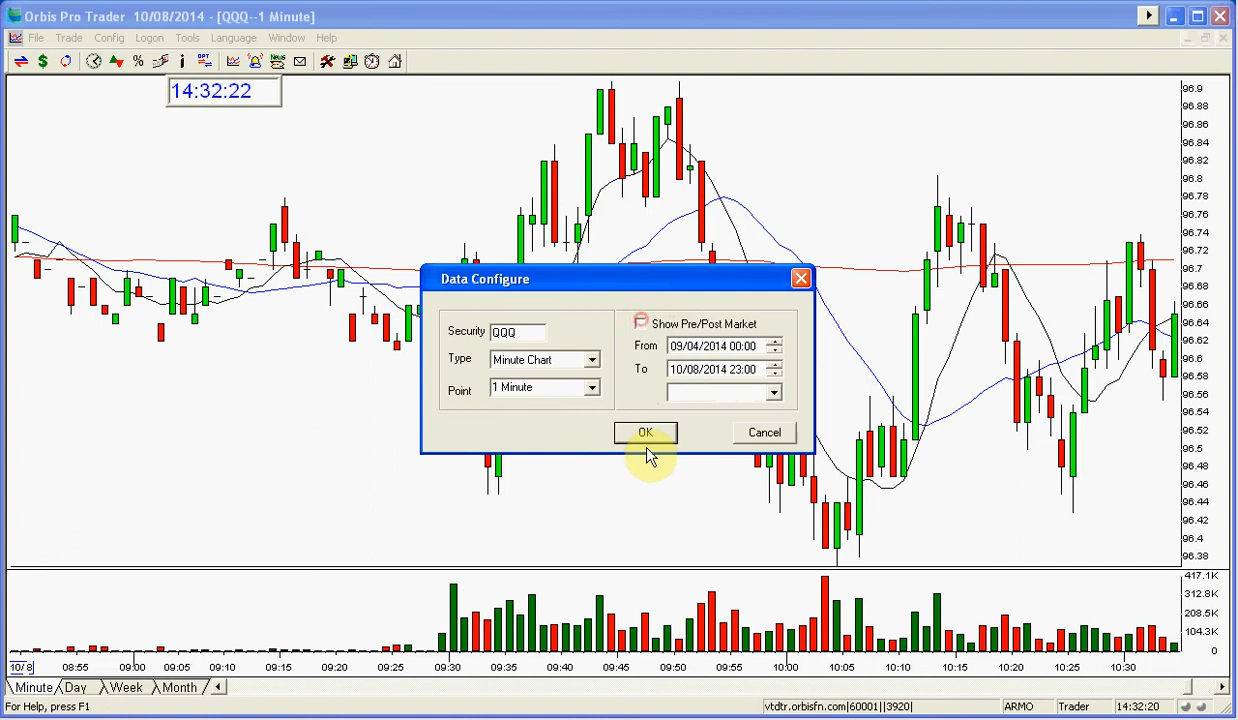 Orbis Pro Trader 10/08/2014 - [QQQ--1 Minute]
File Trade Config Logon Tools Language Window Help
14:32:22
96.9
96.88
96.86
96.84
96.82
96.8
96.78
96.76
96.74
96.72
96.7
96.68
96.66
96.64
96.62
96.6
96.58
96.56
96.54
96.52
96.5
96.48
96.46
96.44
96.42
96.4
96.38
Data Configure
Security QQQ
Type Minute Chart
Point 1 Minute
Show Pre/Post Market
From 09/04/2014 00:00
To 10/08/2014 23:00
OK Cancel
417.1K
312.8K
208.5K
104.3K
0
10/8 08:55 09:00 09:05 09:10 09:15 09:20 09:25 09:30 09:35 09:40 09:45 09:50 09:55 10:00 10:05 10:10 10:15 10:20 10:25 10:30
Minute Day Week Month
For Help, press F1 vtdtr.orbisfn.com|60001||3920| ARMO Trader 14:32:20